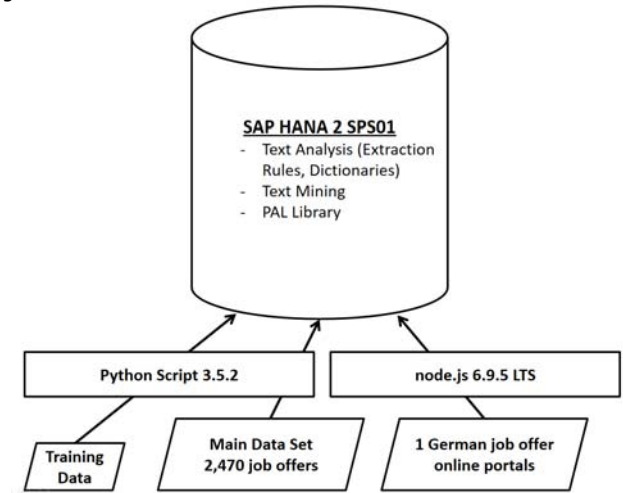 SAP HANA 2 SPS01
- Text Analysis (Extraction
Rules, Dictionaries)
- Text Mining
- PAL Library
Python Script 3.5.2
node.js 6.9.5 LTS
Training
Data
Main Data Set
2,470 job offers
1 German job offer
online portals